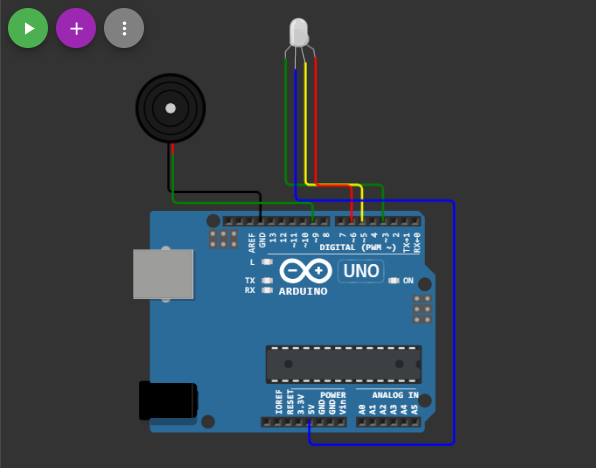 AREF
GND
13
12
~11
~10
~9
8
7
~6
~5
4
~3
2
TX→1
RX←0
DIGITAL (PWM ~)
L
UNO
TX
RX
ARDUINO
ON
IOREF
RESET
3.3V
5V
GND
GND
Vin
POWER
ANALOG IN
A0
A1
A2
A3
A4
A5